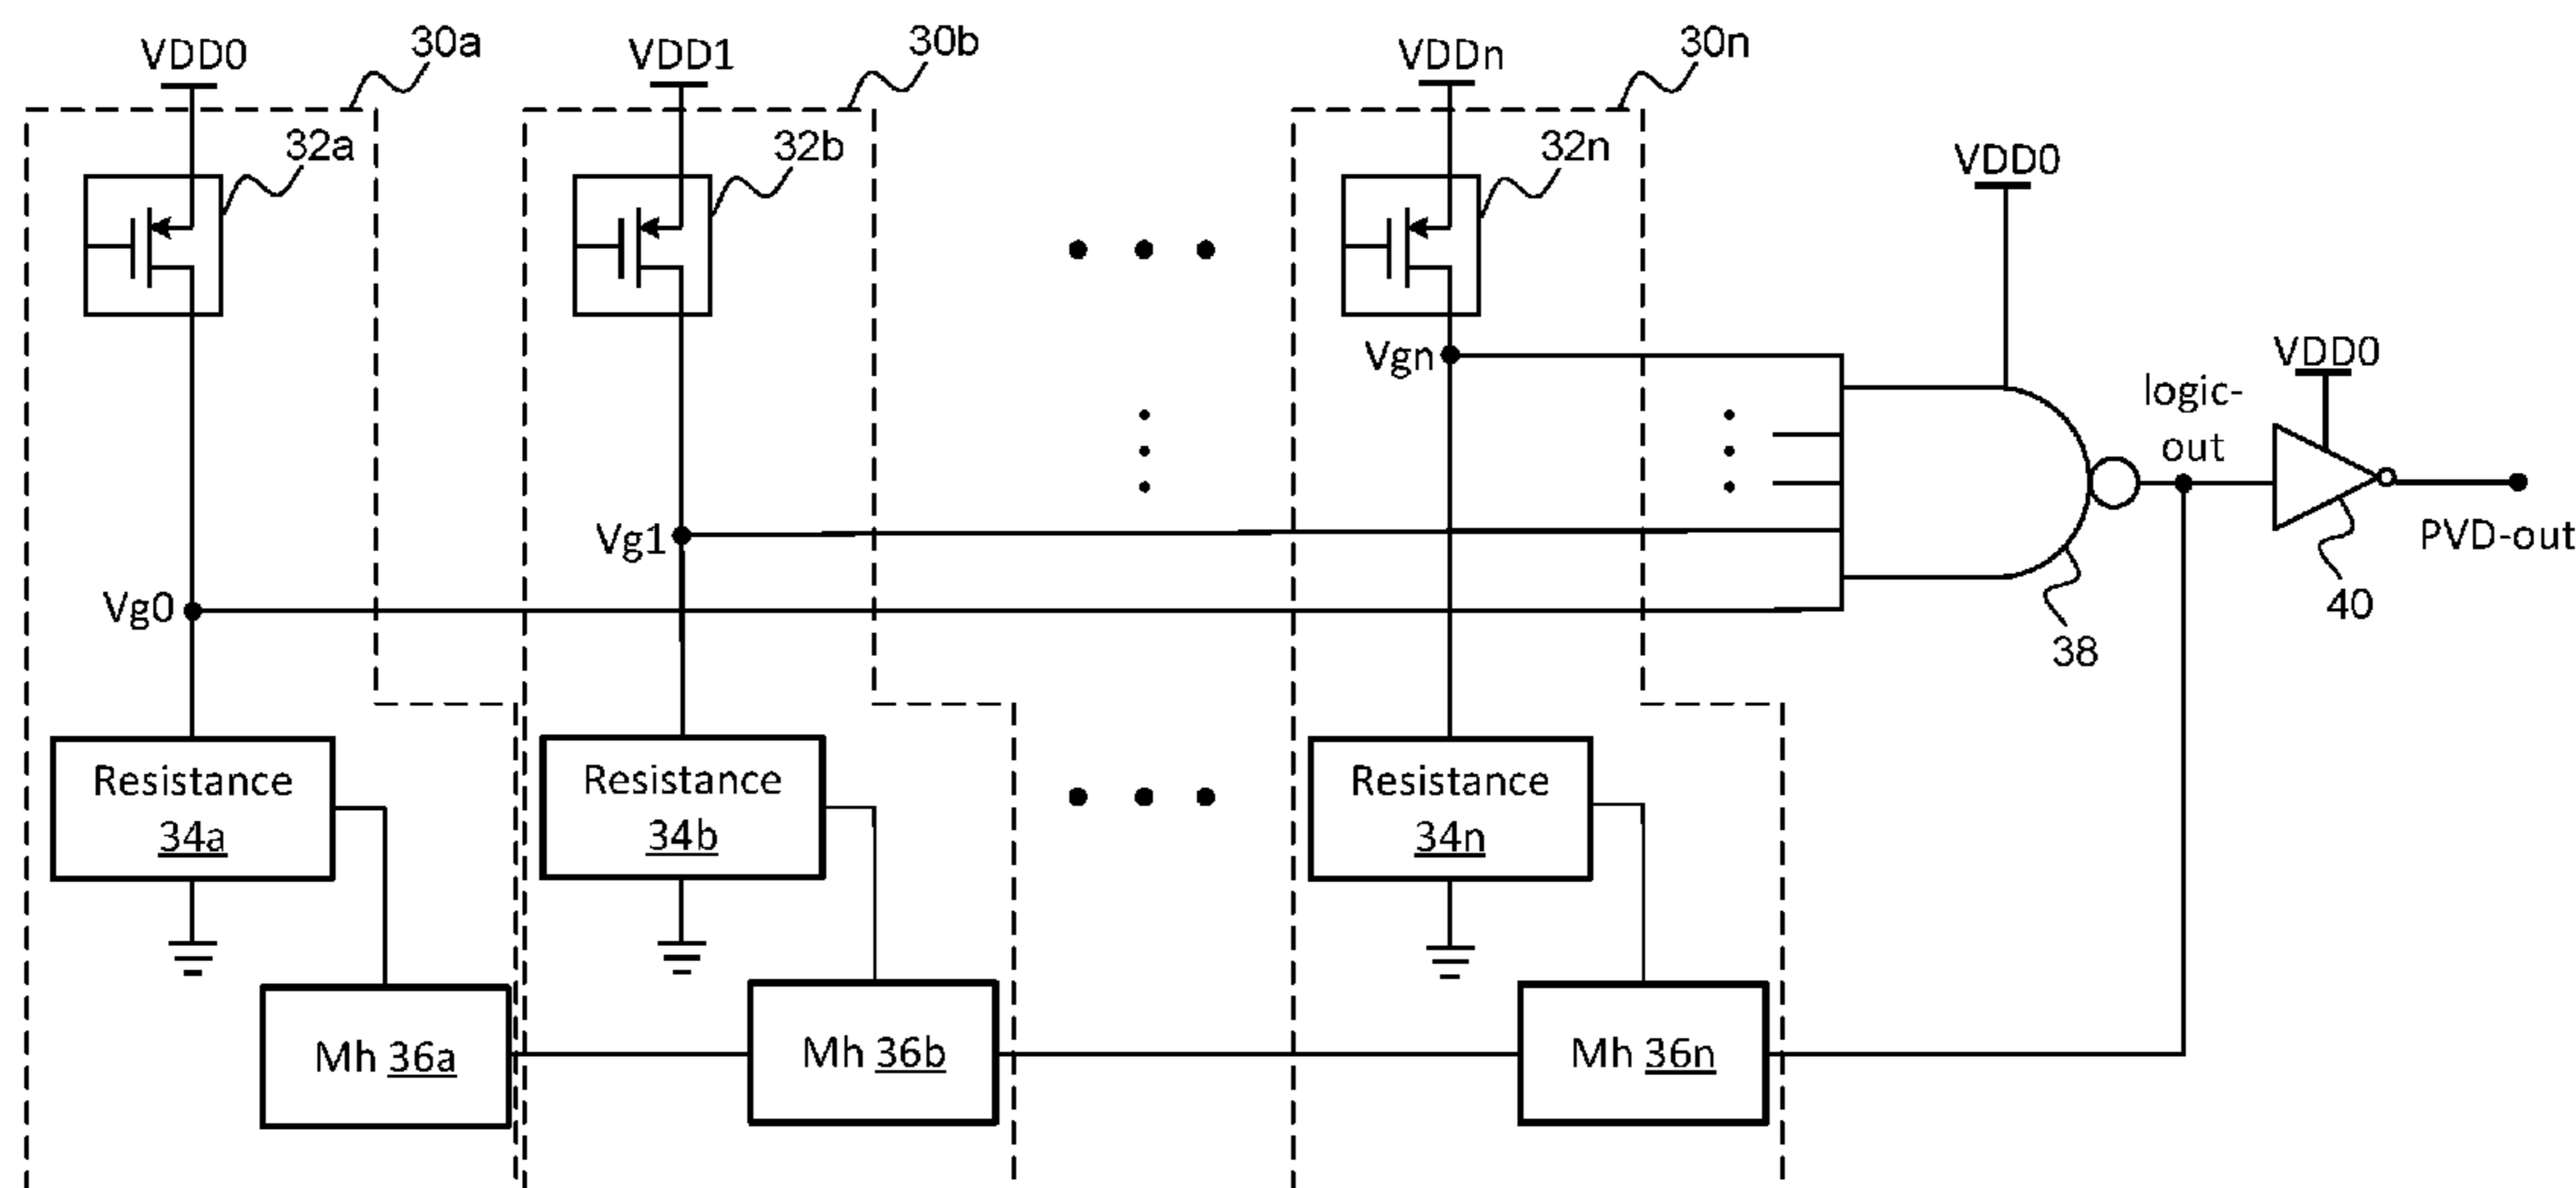 VDD0
30a
VDD1
30b
VDDn
30n
32a
32b
32n
VDD0
Vgn
VDD0
logic-
out
Vg1
PVD-out
Vg0
40
38
Resistance
34a
Resistance
34b
Resistance
34n
Mh 36a
Mh 36b
Mh 36n